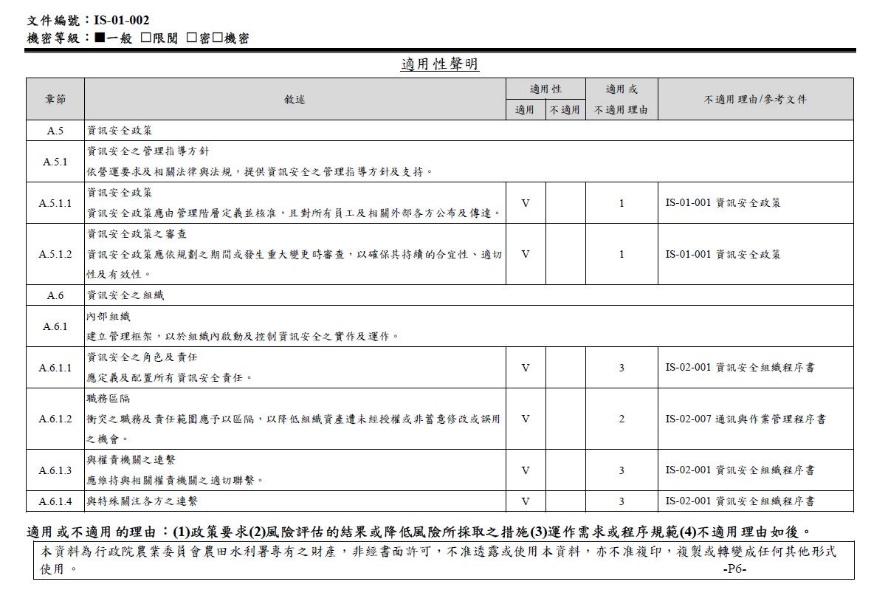 文件編號：IS-01-002
機密等級：■一般 □限閱 □密□機密
適用性聲明
章節 敘述 適用性 適用或不適用理由 不適用理由/參考文件
適用 不適用
A.5 資訊安全政策
A.5.1 資訊安全之管理指導方針
依營運要求及相關法律與法規，提供資訊安全之管理指導方針及支持。
A.5.1.1 資訊安全政策
資訊安全政策應由管理階層定義並核准，且對所有員工及相關外部各方公布及傳達。 V 1 IS-01-001 資訊安全政策
A.5.1.2 資訊安全政策之審查
資訊安全政策應依規劃之期間或發生重大變更時審查，以確保其持續的合宜性、適切
性及有效性。 V 1 IS-01-001 資訊安全政策
A.6 資訊安全之組織
A.6.1 內部組織
建立管理框架，以於組織內啟動及控制資訊安全之實作及運作。
A.6.1.1 資訊安全之角色及責任
應定義及配置所有資訊安全責任。 V 3 IS-02-001 資訊安全組織程序書
A.6.1.2 職務區隔
衝突之職務及責任範圍應予以區隔，以降低組織資產遭未經授權或非蓄意修改或誤用
之機會。 V 2 IS-02-007 通訊與作業管理程序書
A.6.1.3 與權責機關之連繫
應維持與相關權責機關之適切聯繫。 V 3 IS-02-001 資訊安全組織程序書
A.6.1.4 與特殊關注各方之連繫 V 3 IS-02-001 資訊安全組織程序書
適用或不適用的理由：(1)政策要求(2)風險評估的結果或降低風險所採取之措施(3)運作需求或程序規範(4)不適用理由如後。
本資料為行政院農業委員會農田水利署專有之財產，非經書面許可，不准透露或使用本資料，亦不准複印，複製或轉變成任何其他形式
使用。 -P6-